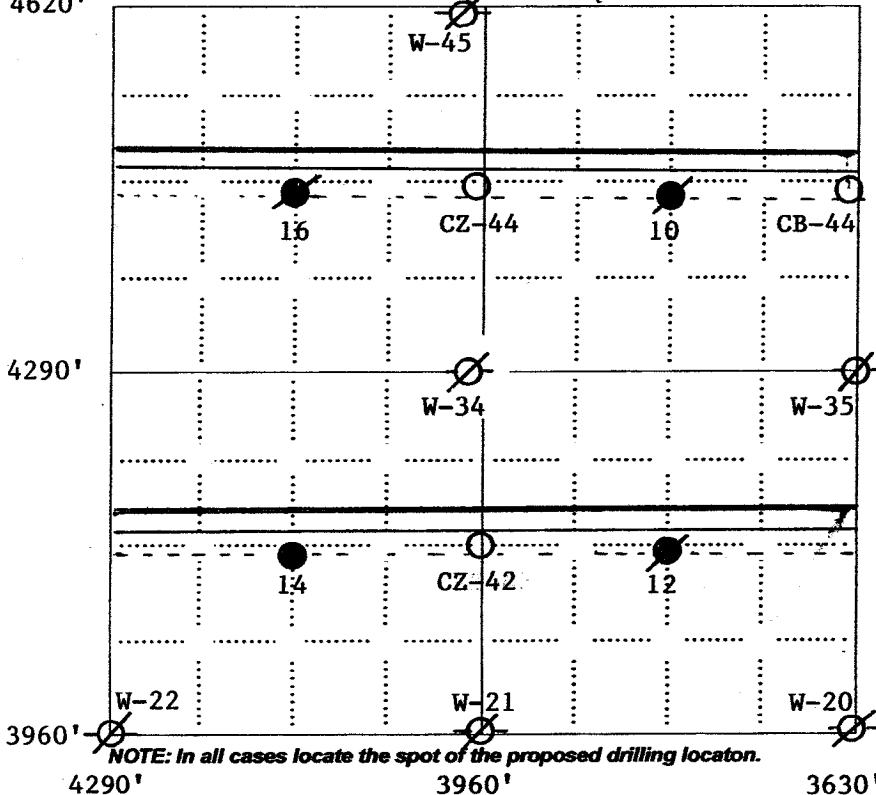 4620'
W-45
16 CZ-44 10 CB-44
4290'
W-34 W-35
14 CZ-42 12
W-22 W-21 W-20
3960'
NOTE: In all cases locate the spot of the proposed drilling locaton.
4290' 3960' 3630'